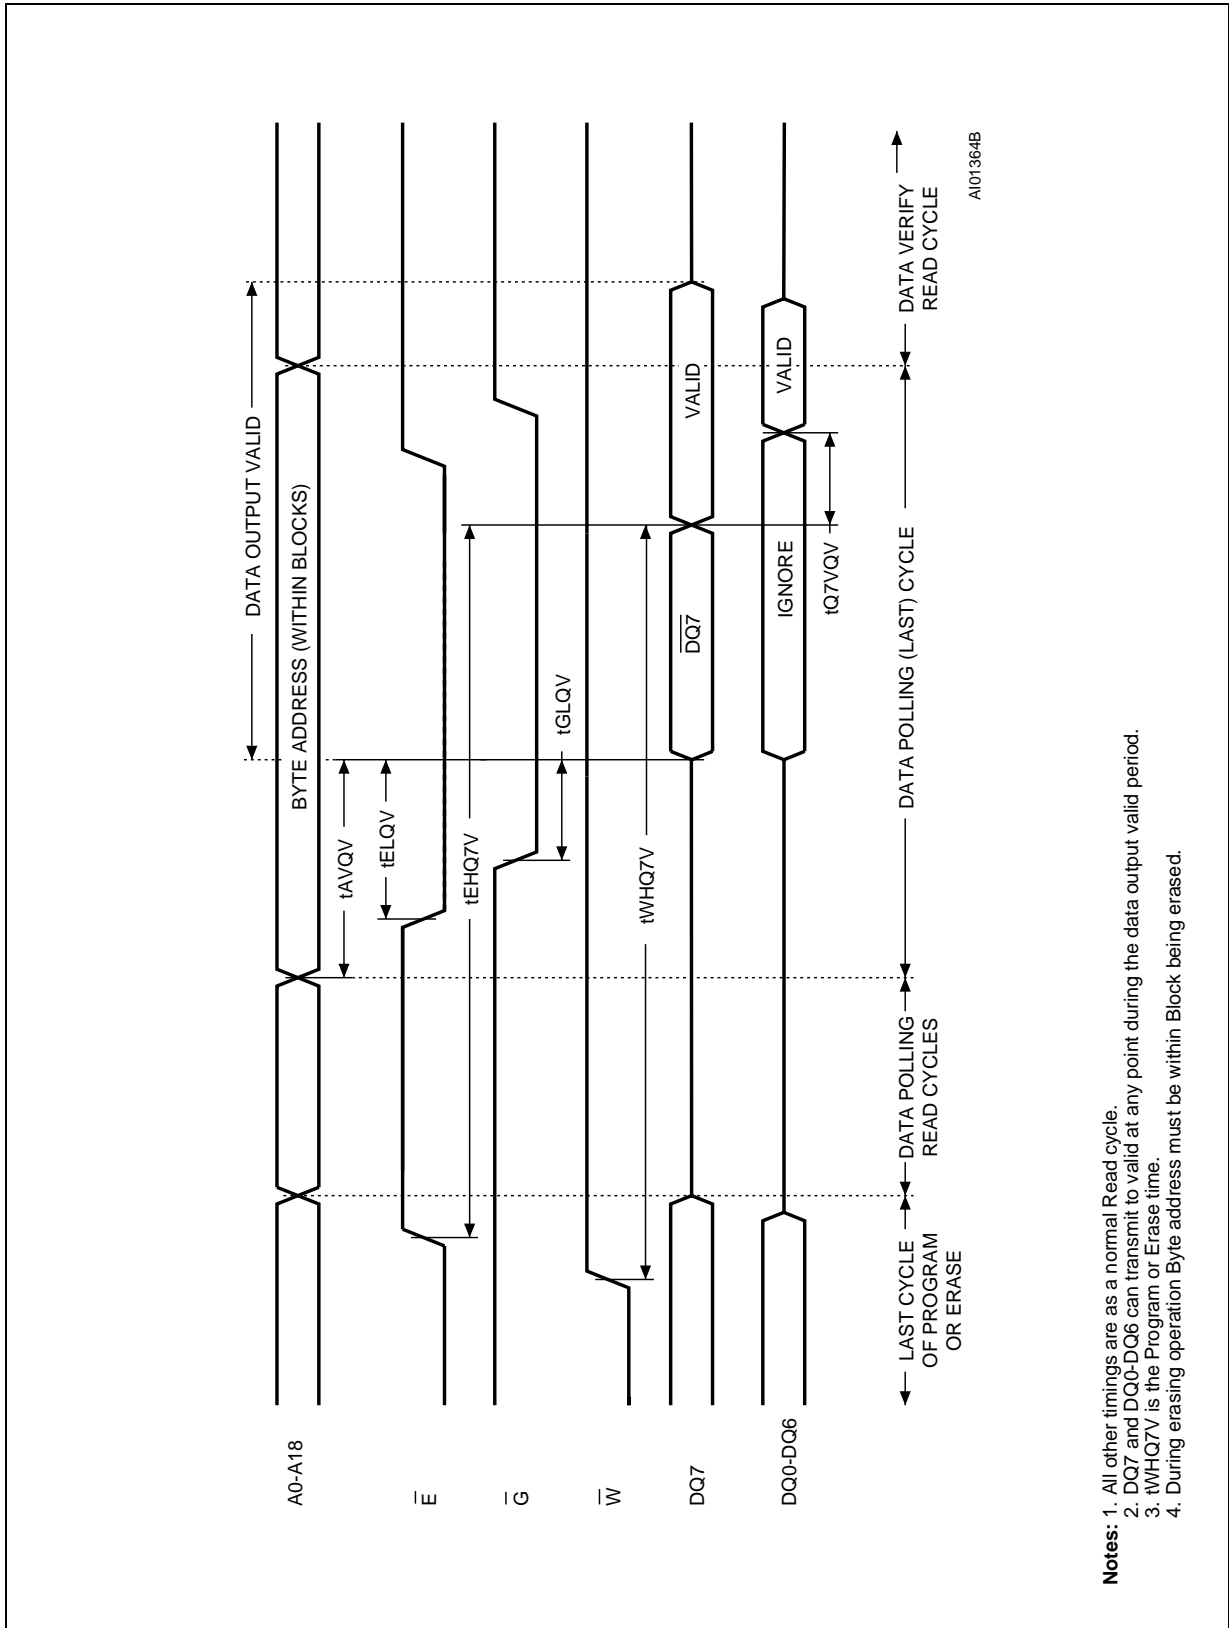 DATA OUTPUT VALID
A0-A18
BYTE ADDRESS (WITHIN BLOCKS)
tAVQV
tELQV
E
tEHQ7V
G
tGLQV
W
tWHQ7V
DQ7
DQ7
VALID
DQ0-DQ6
IGNORE
VALID
tQ7VQV
LAST CYCLE
OF PROGRAM
OR ERASE
DATA POLLING
READ CYCLES
DATA POLLING (LAST) CYCLE
DATA VERIFY
READ CYCLE
AI01364B
Notes: 1. All other timings are as a normal Read cycle.
2. DQ7 and DQ0-DQ6 can transmit to valid at any point during the data output valid period.
3. tWHQ7V is the Program or Erase time.
4. During erasing operation Byte address must be within Block being erased.